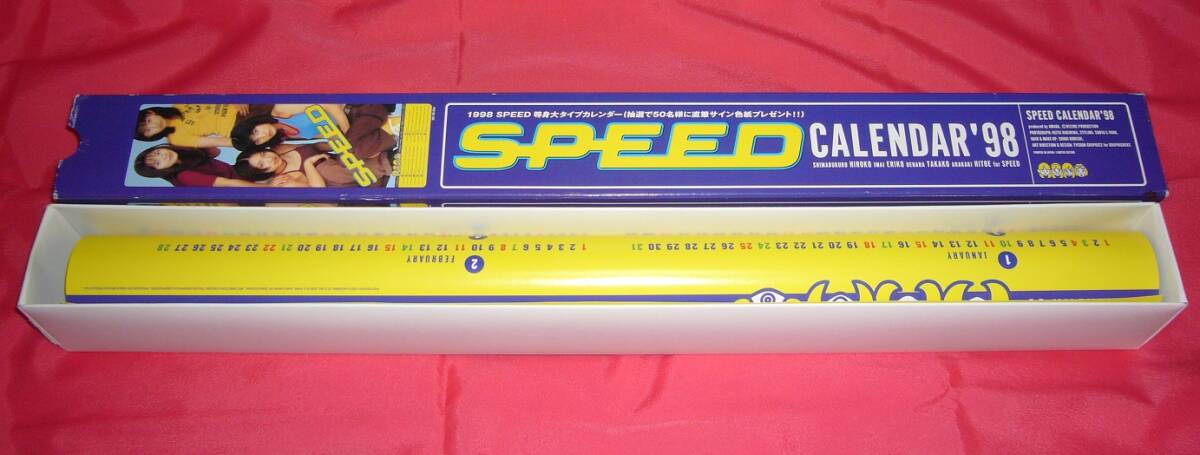 SPEED
1998 SPEED 等身大タイプカレンダー(抽選で50名様に直筆サイン色紙プレゼント!!)
SPEED CALENDAR'98
SHIMABUKURO HIROKO IMAI ERIKO UEHARA TAKAKO ARAKAKI HITOE for SPEED
SPEED CALENDAR'98
1 2 3 4 5 6 7 8 9 10 11 12 13 14 15 16 17 18 19 20 21 22 23 24 25 26 27 28 29 30 31
1
JANUARY
1 2 3 4 5 6 7 8 9 10 11 12 13 14 15 16 17 18 19 20 21 22 23 24 25 26 27 28
2
FEBRUARY